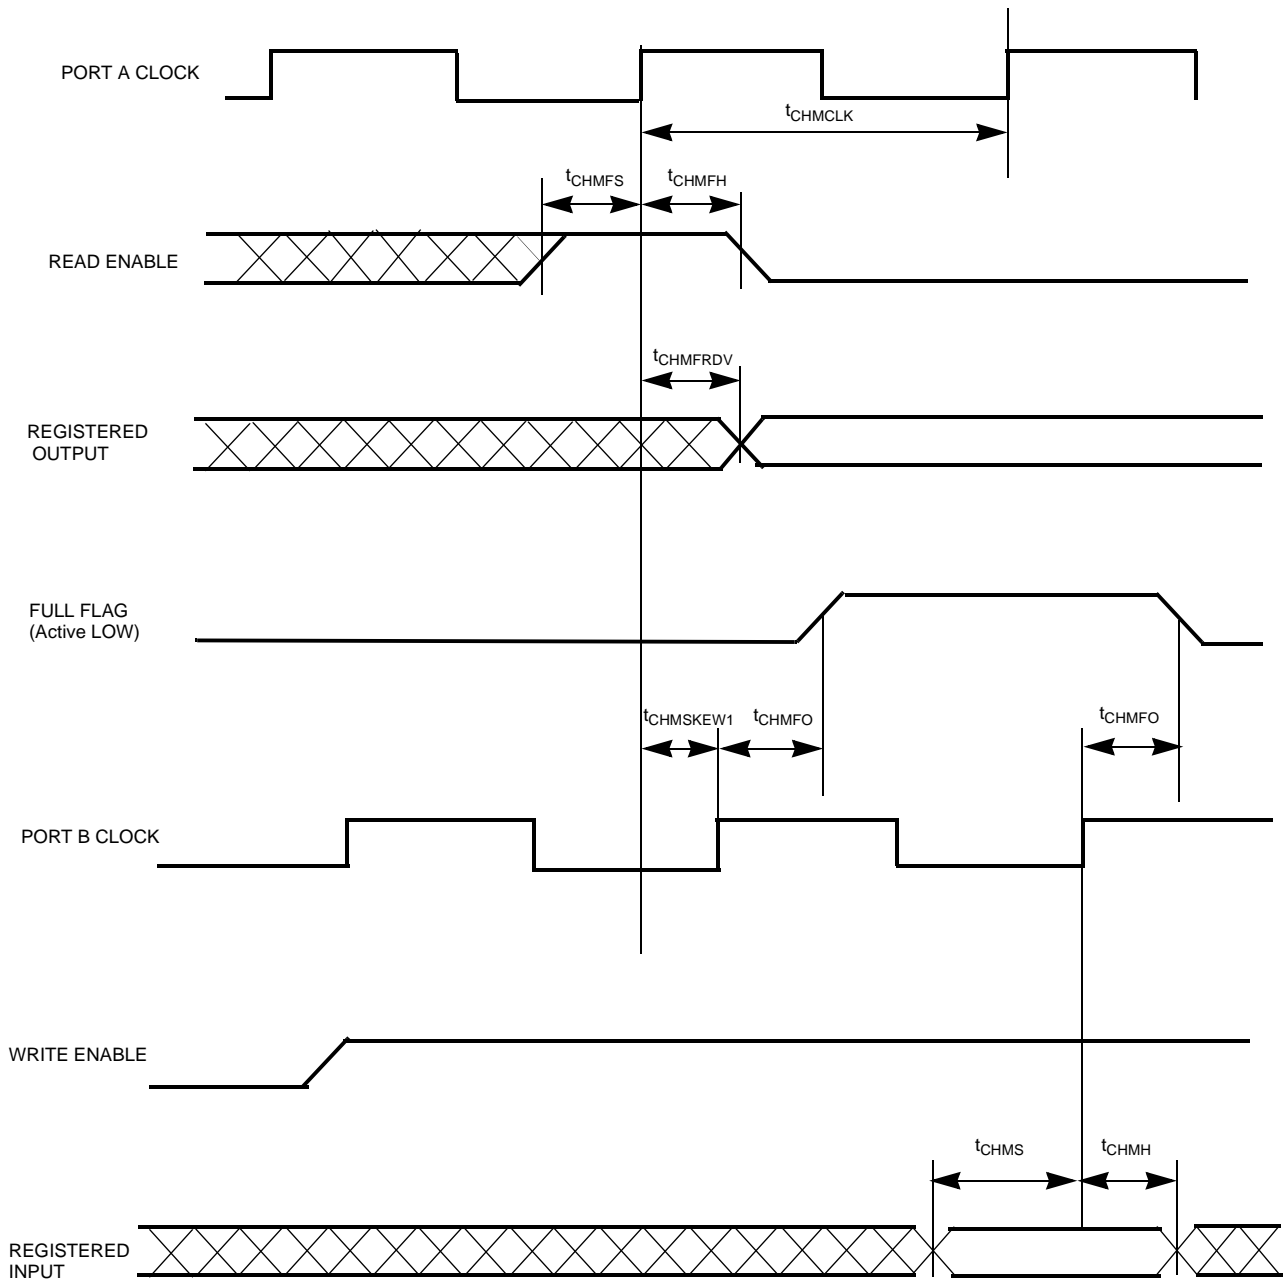 PORT A CLOCK
tCHMCLK
tCHMFS
tCHMFH
READ ENABLE
tCHMFRDV
REGISTERED
OUTPUT
FULL FLAG
(Active LOW)
tCHMSKEW1
tCHMFO
tCHMFO
PORT B CLOCK
WRITE ENABLE
tCHMS
tCHMH
REGISTERED
INPUT